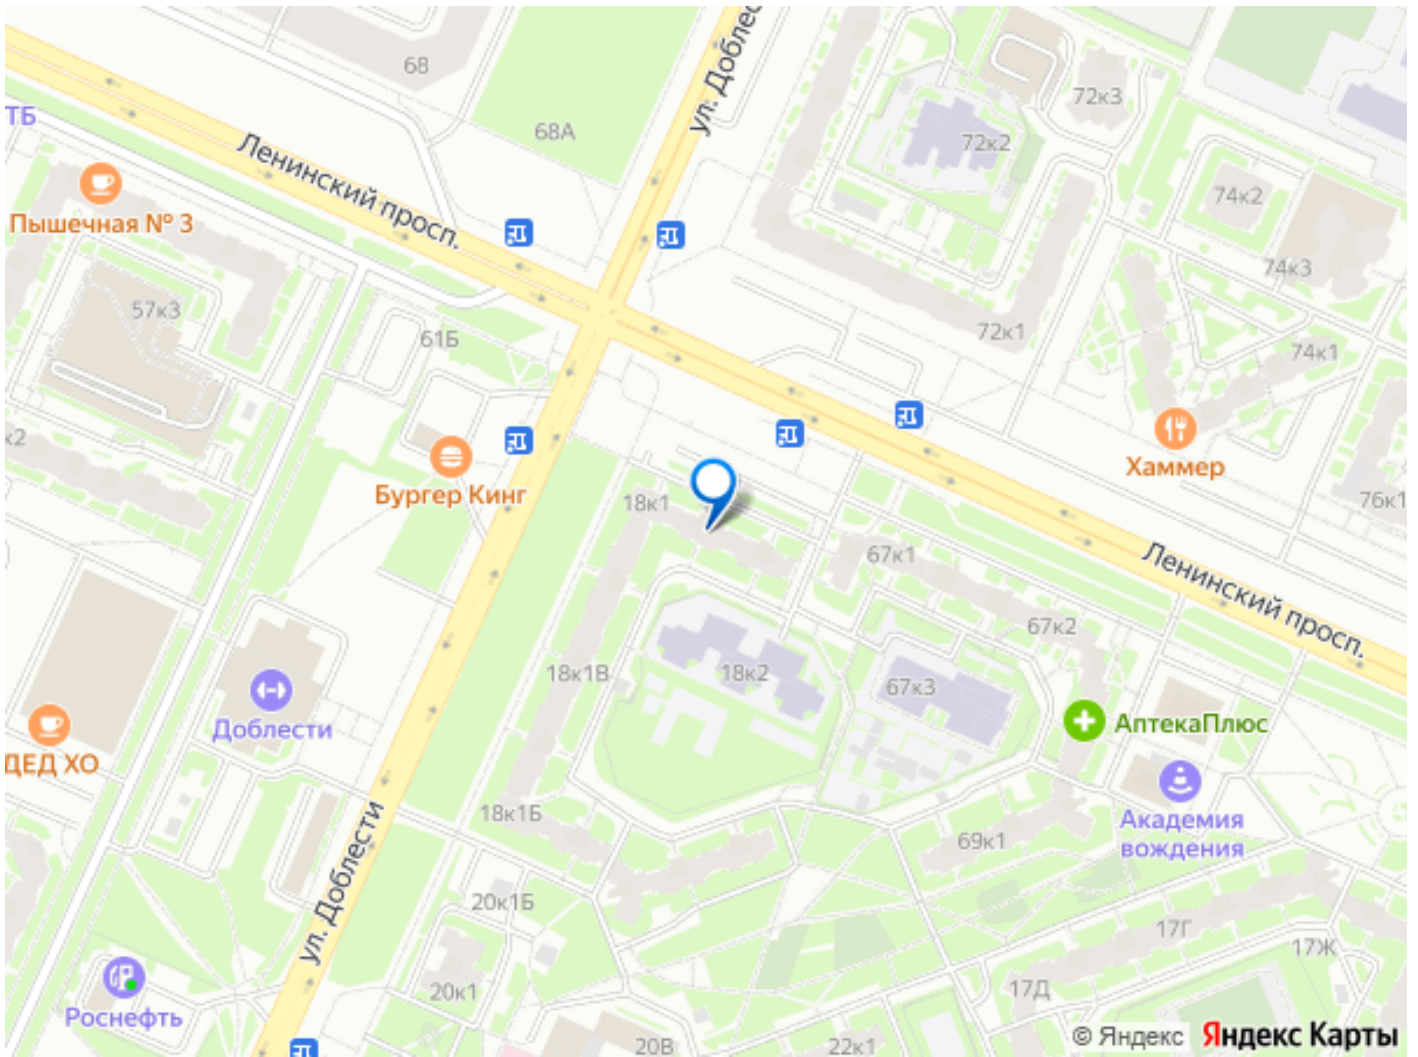 68
ул. Доблес
72к3
ТБ
68А
72к2
Ленинский просп.
74к2
Пышечная № 3
74к3
57к3
61Б
72к1
74к1
к2
Хаммер
Бургер Кинг
18к1
76к1
67к1
Ленинский просп.
67к2
18к1В
18к2
67к3
Доблести
АптекаПлюс
ДЕД ХО
18к1Б
69к1
Академия
вождения
ул. Доблести
20к1Б
17Г
17Ж
20к1
17Д
Роснефть
20В
22к1
© Яндекс Яндекс Карты